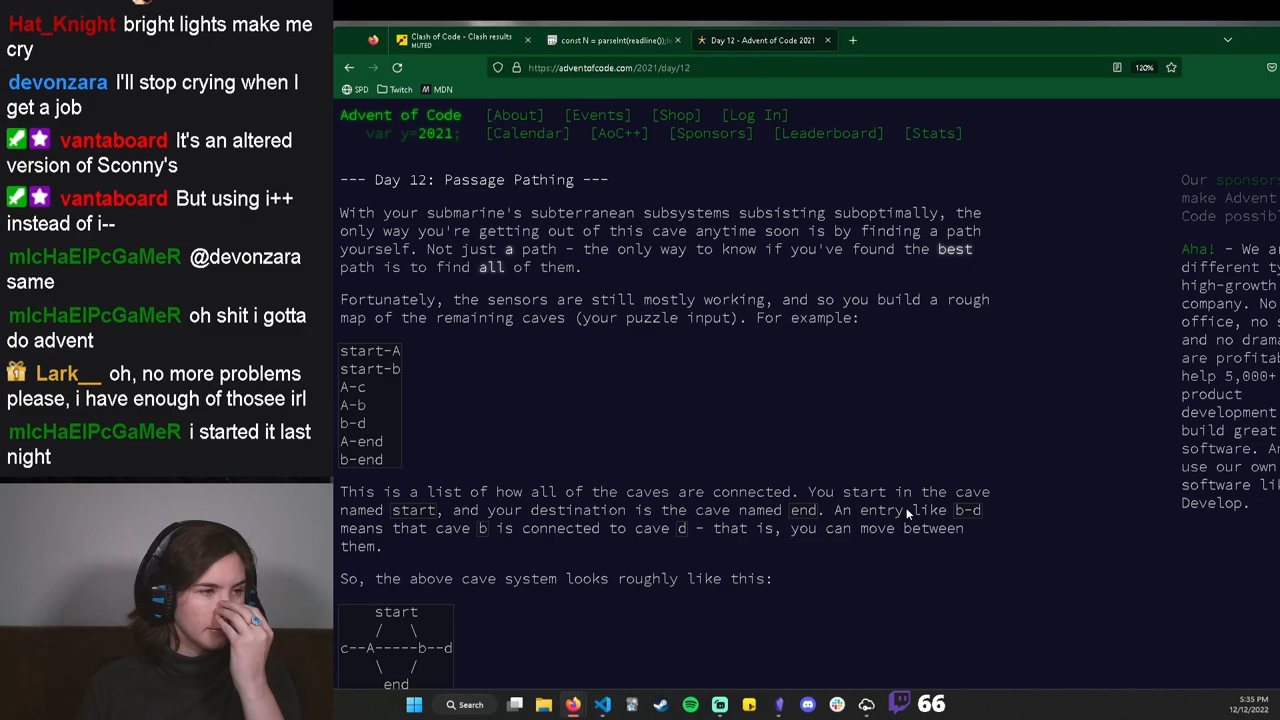 Hat_Knight bright lights make me
cry
devonzara I'll stop crying when I
get a job
vantaboard It's an altered
version of Sconny's
vantaboard But using i++
instead of i--
mIcHaElPcGaMeR @devonzara
same
mIcHaElPcGaMeR oh shit i gotta
do advent
Lark__ oh, no more problems
please, i have enough of thosee irl
mIcHaElPcGaMeR i started it last
night
Clash of Code - Clash results
MUTED
const N = parseInt(readline());
Day 12 - Advent of Code 2021
https://adventofcode.com/2021/day/12
120%
SPD Twitch MDN
Advent of Code [About] [Events] [Shop] [Log In]
var y=2021; [Calendar] [AoC++] [Sponsors] [Leaderboard] [Stats]
--- Day 12: Passage Pathing ---
With your submarine's subterranean subsystems subsisting suboptimally, the
only way you're getting out of this cave anytime soon is by finding a path
yourself. Not just a path - the only way to know if you've found the best
path is to find all of them.
Fortunately, the sensors are still mostly working, and so you build a rough
map of the remaining caves (your puzzle input). For example:
start-A
start-b
A-c
A-b
b-d
A-end
b-end
This is a list of how all of the caves are connected. You start in the cave
named start, and your destination is the cave named end. An entry like b-d
means that cave b is connected to cave d - that is, you can move between
them.
So, the above cave system looks roughly like this:
start
/ \
c--A-----b--d
\ /
end
Our sponsors
make Advent
Code possib
Aha! - We ar
different ty
high-growth
company. No
office, no s
and no drama
are profitab
help 5,000+
product
development
build great
software. An
use our own
software lik
Develop.
Search
66
5:35 PM
12/12/2022